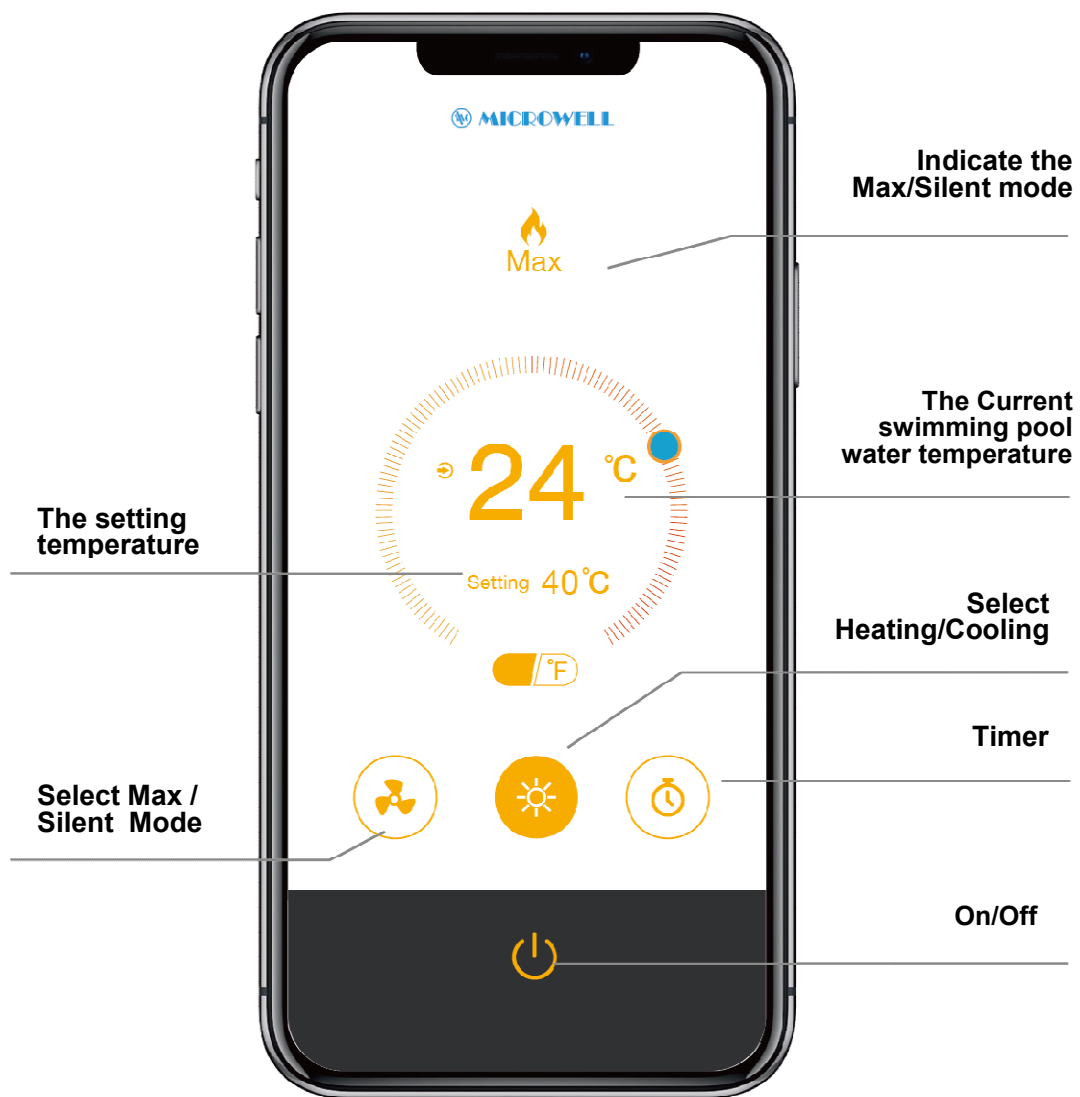 MICROWELL
Indicate the
Max/Silent mode
Max
The Current
swimming pool
water temperature
24 °C
The setting
temperature
Setting 40°C
Select
Heating/Cooling
°F
Timer
Select Max /
Silent Mode
On/Off